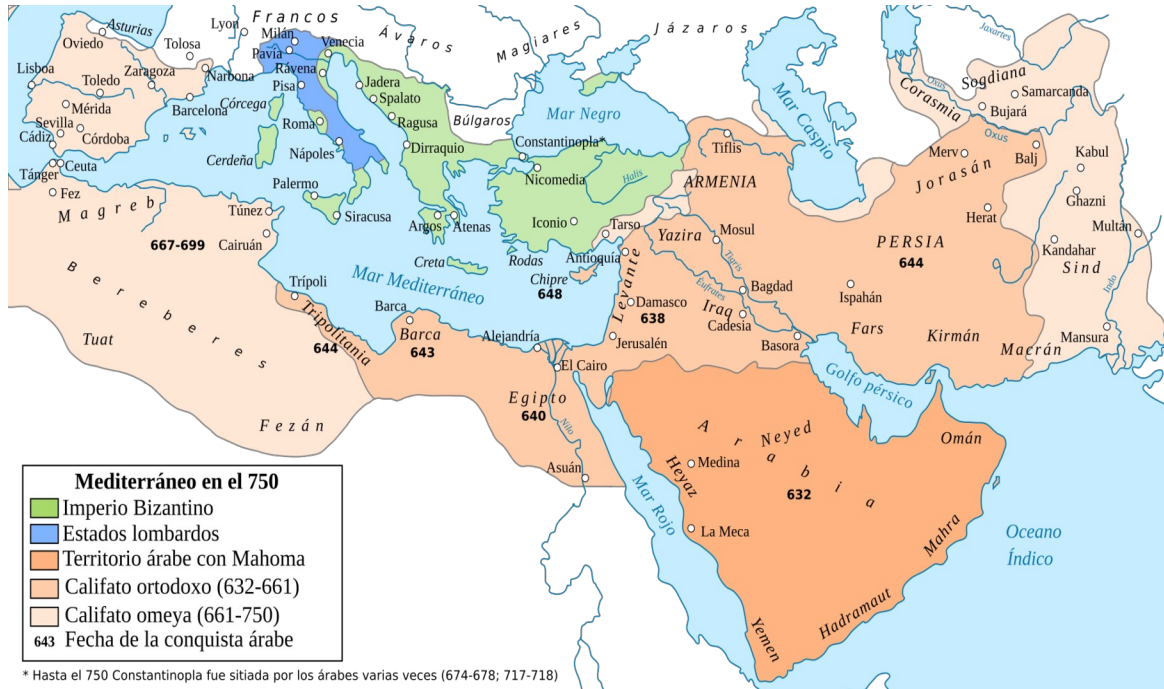 Francos
Asturias
Lyon
Milán
Ávaros
Magiares
Jázaros
Jaxartes
Oviedo
Tolosa
Pavía
Venecia
Lisboa
Toledo
Zaragoza
Narbona
Rávena
Pisa
Jadera
Spalato
Mar Caspio
Oxus
Sogdiana
Corasmia
Samarcanda
Bujará
Mérida
Barcelona
Córcega
Roma
Ragusa
Búlgaros
Mar Negro
Sevilla
Córdoba
Cádiz
Constantinopla*
Tiflis
Oxus
Merv
Balj
Kabul
Nápoles
Dirraquio
Cerdeña
Ceuta
Tánger
Nicomedia
Halis
ARMENIA
Jorasán
Fez
Palermo
Magreb
Túnez
Siracusa
Argos
Atenas
Iconio
Tarso
Herat
Ghazni
Multán
667-699
Cairuán
Yazira
Mosul
PERSIA
644
Kandahar
Sind
Creta
Rodas
Antioquía
Tigris
Chipre
648
Mar Mediterráneo
Bereberes
Trípoli
Éufrates
Bagdad
Ispahán
Indo
Levante
Damasco
638
Iraq
Cadesia
Barca
Tripolitania
644
Barca
643
Alejandría
Jerusalén
Basora
Fars
Kirmán
Macrán
Mansura
Tuat
El Cairo
Golfo pérsico
Egipto
640
Nilo
Fezán
Arabia
Neyed
Omán
Asuán
Heyaz
Medina
632
Mar Rojo
La Meca
Mahra
Oceano
Índico
Hadramaut
Yemen
Mediterráneo en el 750
Imperio Bizantino
Estados lombardos
Territorio árabe con Mahoma
Califato ortodoxo (632-661)
Califato omeya (661-750)
643 Fecha de la conquista árabe
* Hasta el 750 Constantinopla fue sitiada por los árabes varias veces (674-678; 717-718)